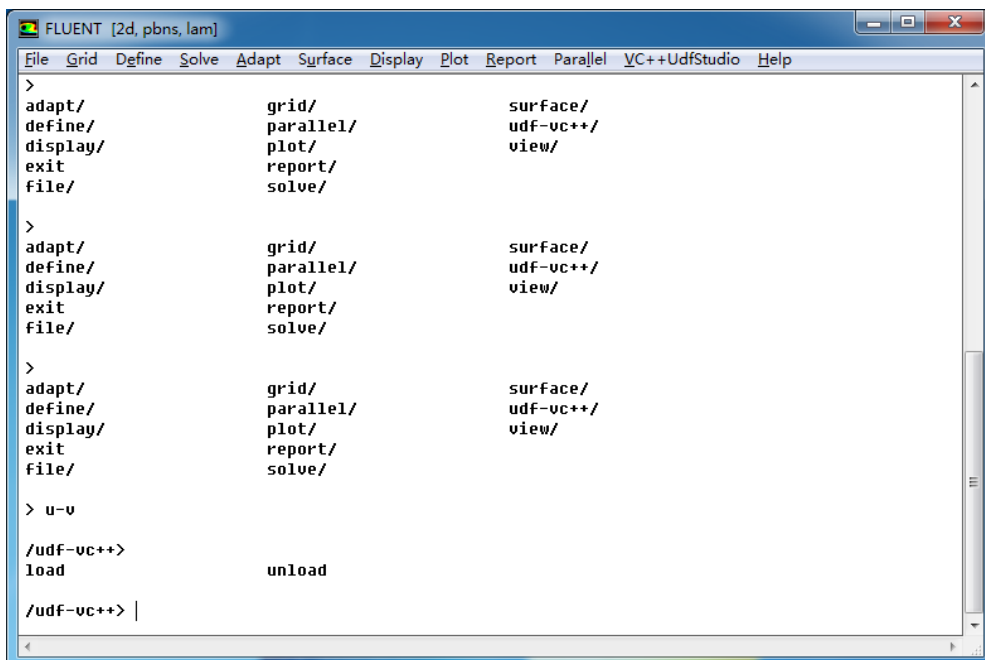 FLUENT [2d, pbns, lam]
File Grid Define Solve Adapt Surface Display Plot Report Parallel VC++UdfStudio Help
>
adapt/ grid/ surface/
define/ parallel/ udf-vc++/
display/ plot/ view/
exit report/
file/ solve/
>
adapt/ grid/ surface/
define/ parallel/ udf-vc++/
display/ plot/ view/
exit report/
file/ solve/
>
adapt/ grid/ surface/
define/ parallel/ udf-vc++/
display/ plot/ view/
exit report/
file/ solve/
> u-v
/udf-vc++>
load unload
/udf-vc++>